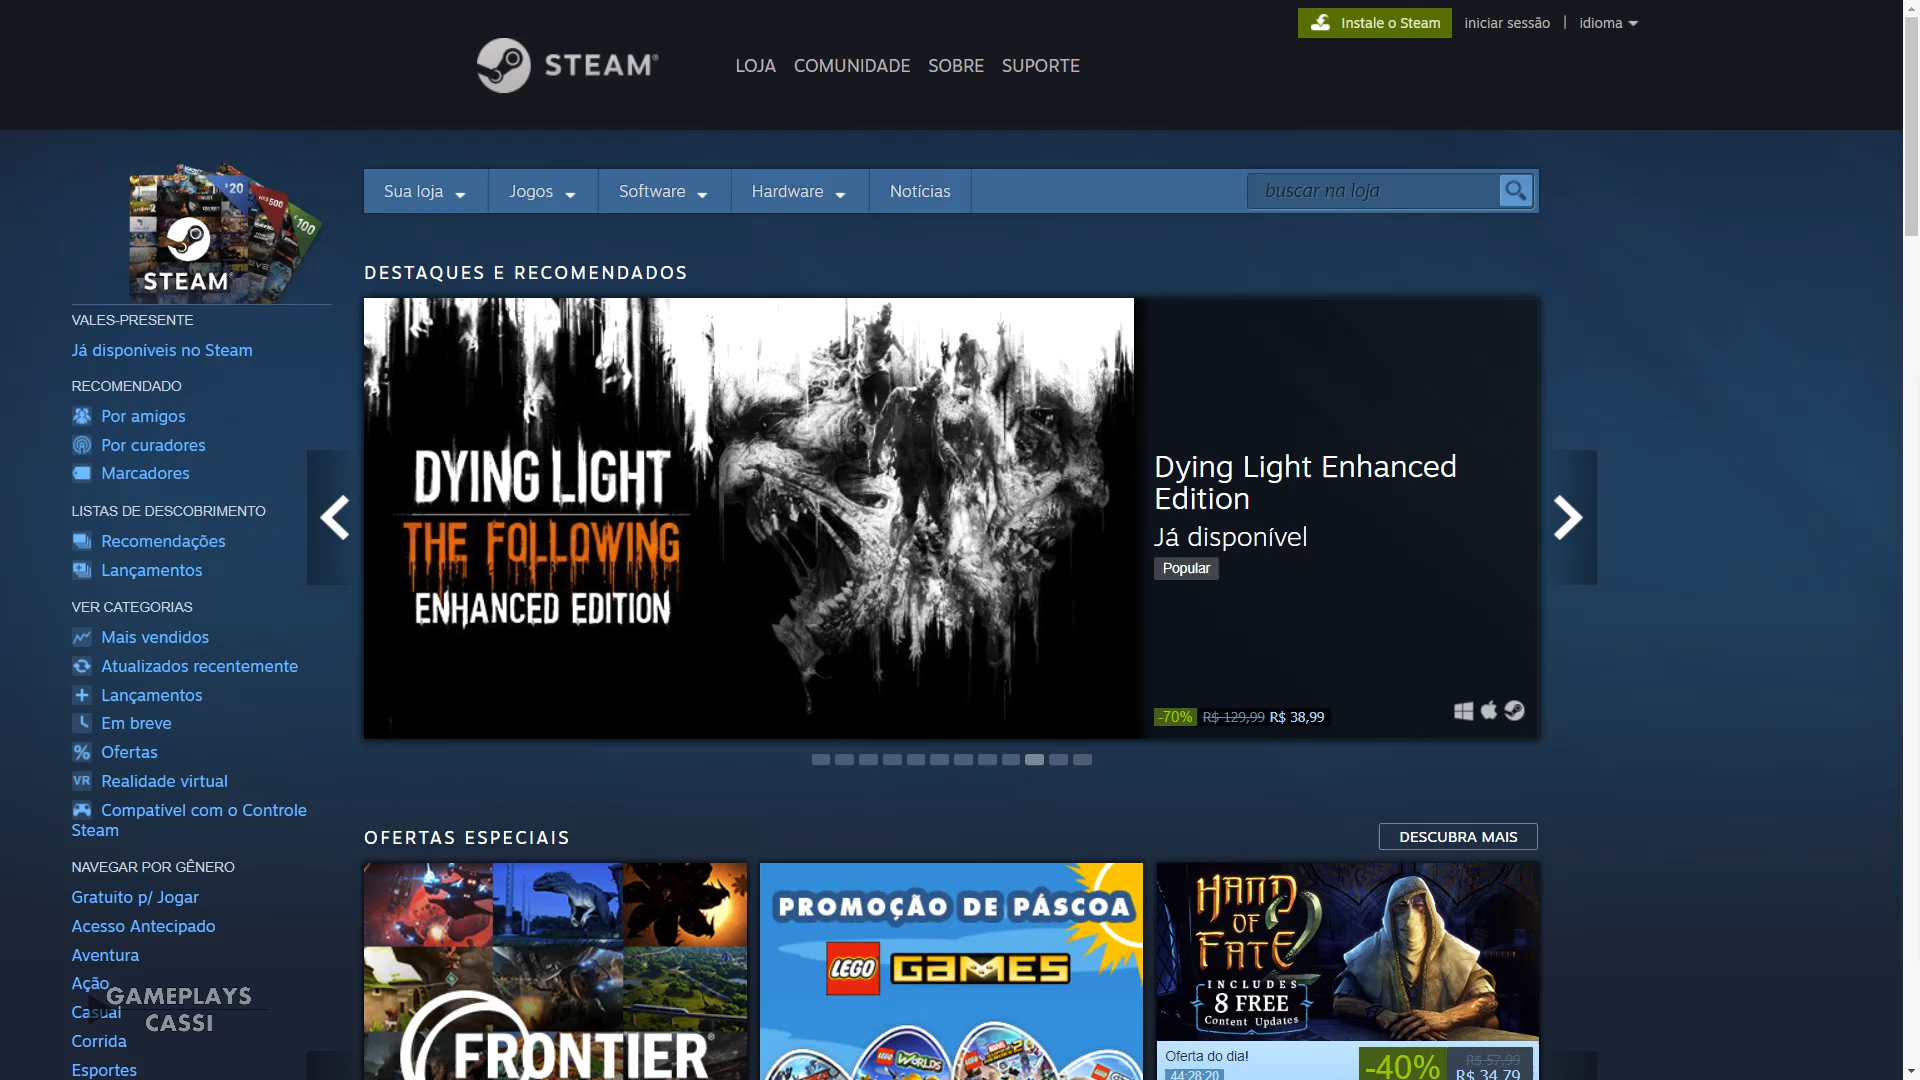 Instale o Steam
iniciar sessão | idioma
STEAM®
LOJA COMUNIDADE SOBRE SUPORTE
STEAM
VALES-PRESENTE
Já disponíveis no Steam
RECOMENDADO
Por amigos
Por curadores
Marcadores
LISTAS DE DESCOBRIMENTO
Recomendações
Lançamentos
VER CATEGORIAS
Mais vendidos
Atualizados recentemente
Lançamentos
Em breve
Ofertas
VR Realidade virtual
Compatível com o Controle
Steam
NAVEGAR POR GÊNERO
Gratuito p/ Jogar
Acesso Antecipado
Aventura
Ação
Casual
Corrida
Esportes
GAMEPLAYS
CASSI
Sua loja
Jogos
Software
Hardware
Notícias
buscar na loja
DESTAQUES E RECOMENDADOS
DYING LIGHT
THE FOLLOWING
ENHANCED EDITION
Dying Light Enhanced
Edition
Já disponível
Popular
-70% R$ 129,99 R$ 38,99
OFERTAS ESPECIAIS
DESCUBRA MAIS
FRONTIER®
PROMOÇÃO DE PÁSCOA
LEGO GAMES
LEGO WORLDS
HAND
OF
FATE 2
INCLUDES
8 FREE
Content Updates
Oferta do dia!
44:28:20
-40%
R$ 57,99
R$ 34,79